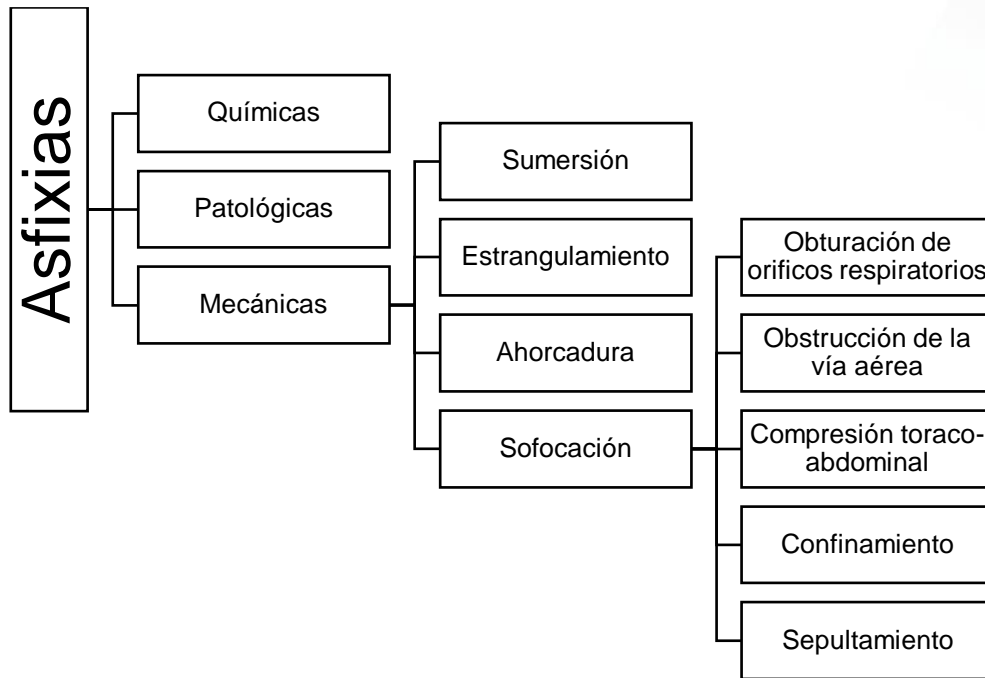 Asfixias
Químicas
Patológicas
Mecánicas
Sumersión
Estrangulamiento
Ahorcadura
Sofocación
Obturación de
orificos respiratorios
Obstrucción de la
vía aérea
Compresión toraco-
abdominal
Confinamiento
Sepultamiento